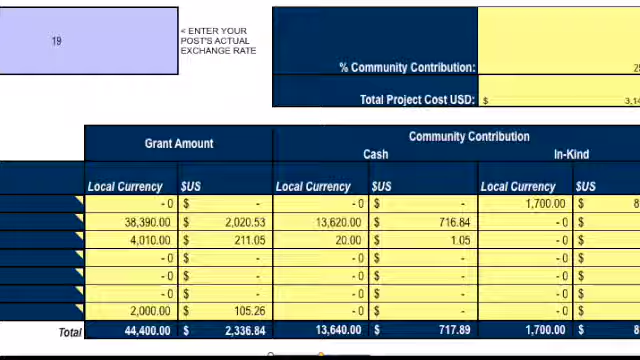 19
< ENTER YOUR
POST'S ACTUAL
EXCHANGE RATE
% Community Contribution:
Total Project Cost USD: $
Grant Amount
Community Contribution
Cash
In-Kind
Local Currency $US Local Currency $US Local Currency $US
- 0 $ - - 0 $ - 1,700.00 $
38,390.00 $ 2,020.53 13,620.00 $ 716.84 - 0 $
4,010.00 $ 211.05 20.00 $ 1.05 - 0 $
- 0 $ - - 0 $ - - 0 $
- 0 $ - - 0 $ - - 0 $
- 0 $ - - 0 $ - - 0 $
2,000.00 $ 105.26 - 0 $ - - 0 $
Total 44,400.00 $ 2,336.84 13,640.00 $ 717.89 1,700.00 $